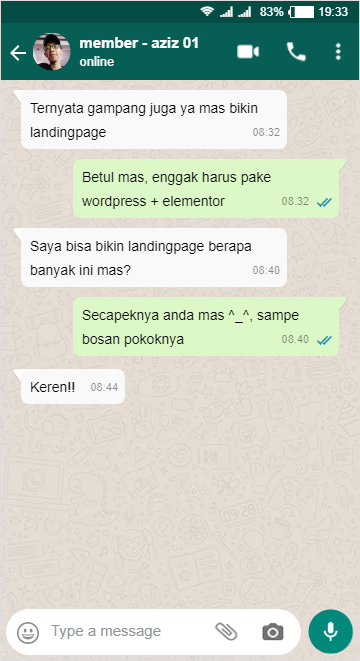 83% 19:33
member - aziz 01
online
Ternyata gampang juga ya mas bikin
landingpage 08:32
Betul mas, enggak harus pake
wordpress + elementor 08.32
Saya bisa bikin landingpage berapa
banyak ini mas? 08:40
Secapeknya anda mas ^_^, sampe
bosan pokoknya 08.40
Keren!! 08:44
Type a message